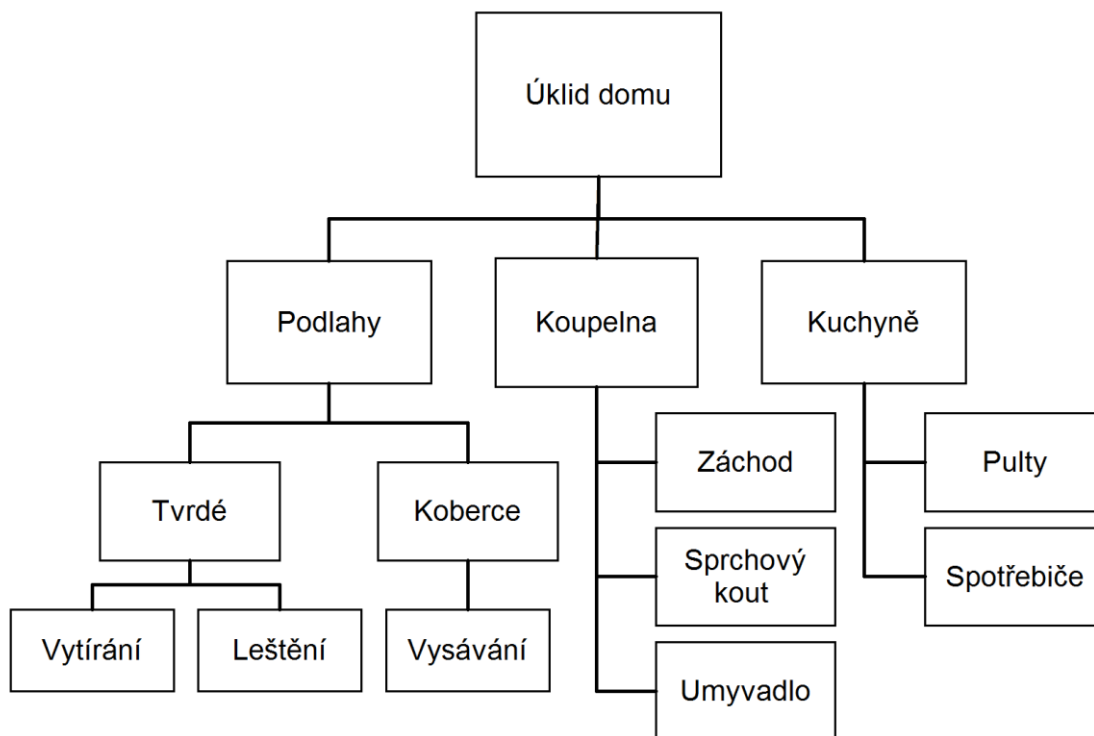 Úklid domu
Podlahy
Koupelna
Kuchyně
Tvrdé
Koberce
Záchod
Pulty
Sprchový
kout
Spotřebiče
Vytírání
Leštění
Vysávání
Umyvadlo